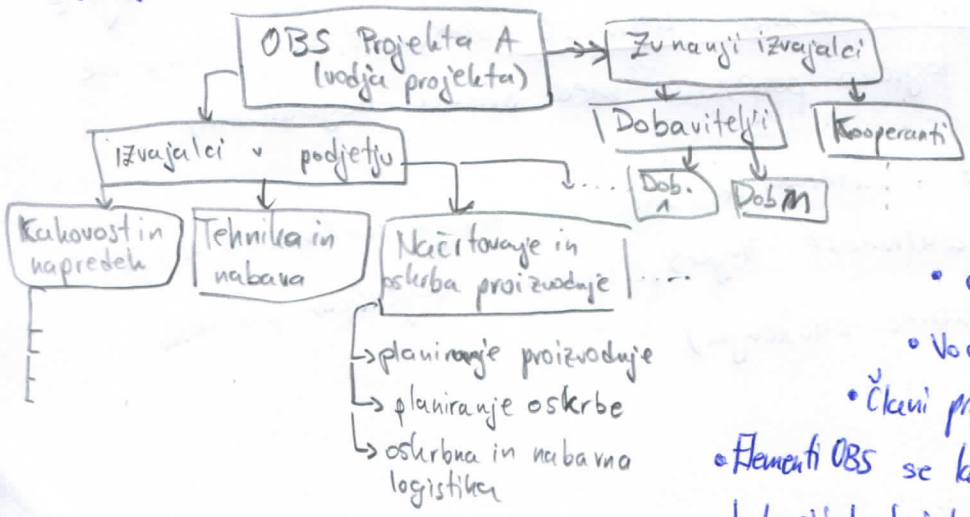 OBS Projekta A
(vodja projekta)
Zunanji izvajalci
Dobavitelji
Kooperanti
izvajalci v podjetju
Dob.
1
Dob
Kakovost in
napredek
Tehnika in
nabava
Načrtovanje in
oskrba proizvodnje
planiranje proizvodnje
planiranje oskrbe
oskrbna in nabavna
logistika
• Člani
• Elementi OBS se